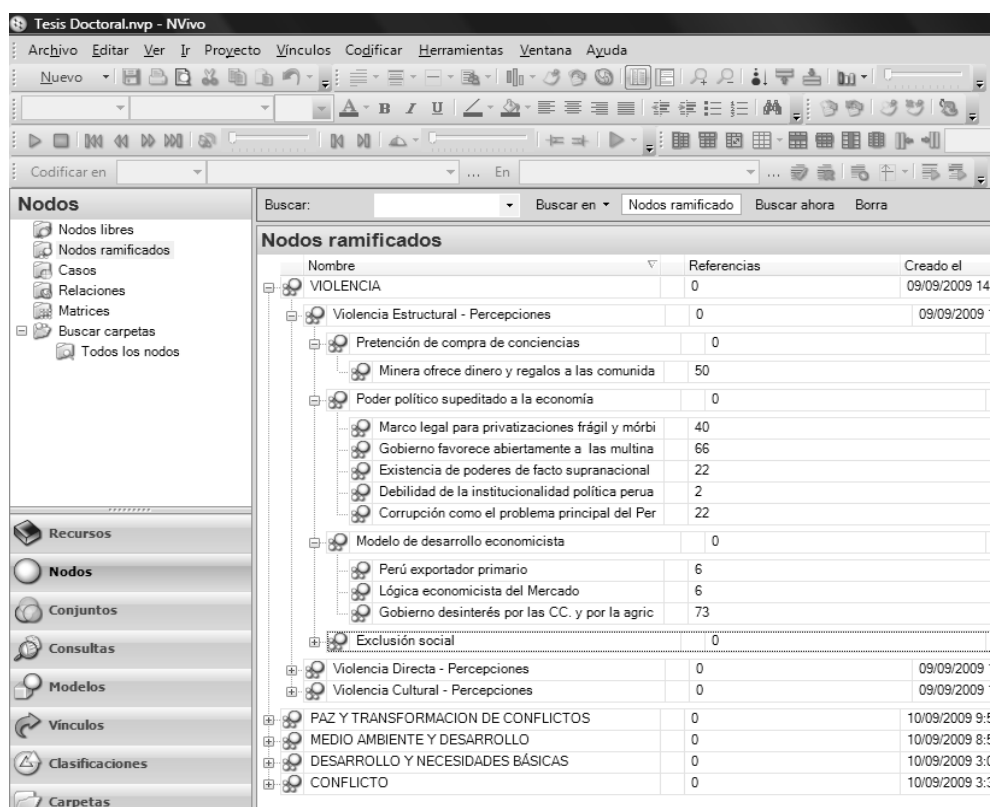 Tesis Doctoral.nvp - NVivo
Archivo Editar Ver Ir Proyecto Vínculos Codificar Herramientas Ventana Ayuda
Nuevo
B I U
Codificar en ... En ...
Nodos
Nodos libres
Nodos ramificados
Casos
Relaciones
Matrices
Buscar carpetas
Todos los nodos
Recursos
Nodos
Conjuntos
Consultas
Modelos
Vínculos
Clasificaciones
Carpetas
Buscar: Buscar en Nodos ramificado Buscar ahora Borra
Nodos ramificados
Nombre Referencias Creado el
VIOLENCIA 0 09/09/2009 14
Violencia Estructural - Percepciones 0 09/09/2009
Pretención de compra de conciencias 0
Minera ofrece dinero y regalos a las comunida 50
Poder político supeditado a la economía 0
Marco legal para privatizaciones frágil y mórbi 40
Gobierno favorece abiertamente a las multina 66
Existencia de poderes de facto supranacional 22
Debilidad de la institucionalidad política perua 2
Corrupción como el problema principal del Per 22
Modelo de desarrollo economicista 0
Perú exportador primario 6
Lógica economicista del Mercado 6
Gobierno desinterés por las CC. y por la agric 73
Exclusión social 0
Violencia Directa - Percepciones 0 09/09/2009
Violencia Cultural - Percepciones 0 09/09/2009
PAZ Y TRANSFORMACION DE CONFLICTOS 0 10/09/2009 9:5
MEDIO AMBIENTE Y DESARROLLO 0 10/09/2009 8:5
DESARROLLO Y NECESIDADES BÁSICAS 0 10/09/2009 3:0
CONFLICTO 0 10/09/2009 3:3